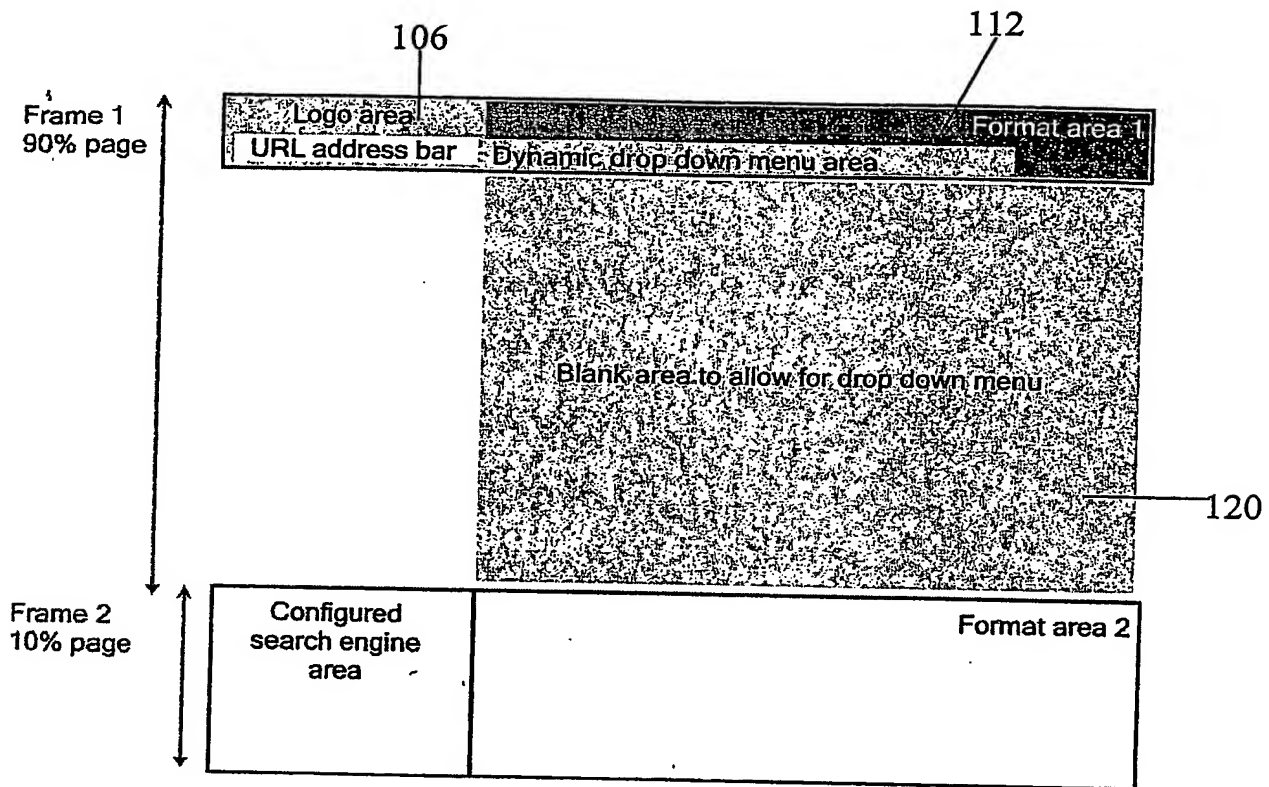 106
112
Frame 1
90% page
Logo area
Format area 1
URL address bar
Dynamic drop down menu area
Blank area to allow for drop down menu
120
Frame 2
10% page
Configured
search engine
area
Format area 2